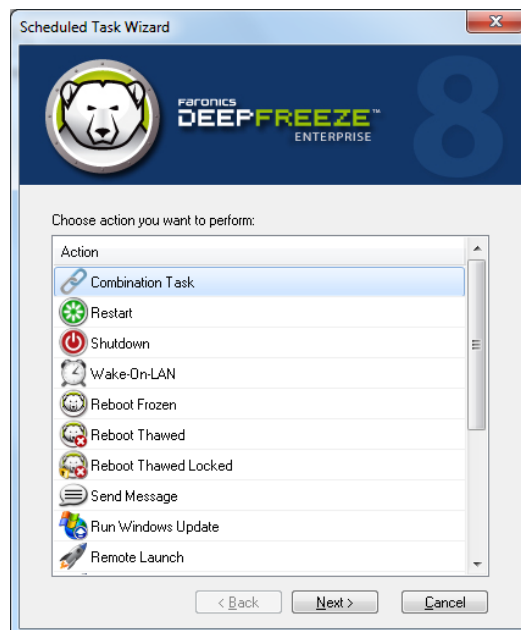 Scheduled Task Wizard
Faronics
DEEPFREEZE™
ENTERPRISE
8
Choose action you want to perform:
Action
Combination Task
Restart
Shutdown
Wake-On-LAN
Reboot Frozen
Reboot Thawed
Reboot Thawed Locked
Send Message
Run Windows Update
Remote Launch
< Back Next > Cancel